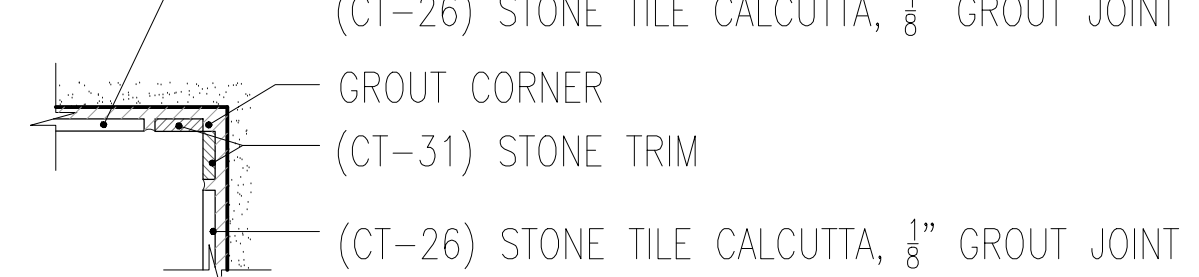 (CT-26) STONE TILE CALCUTTA, 1/8" GROUT JOINT
GROUT CORNER
(CT-31) STONE TRIM
(CT-26) STONE TILE CALCUTTA, 1/8" GROUT JOINT